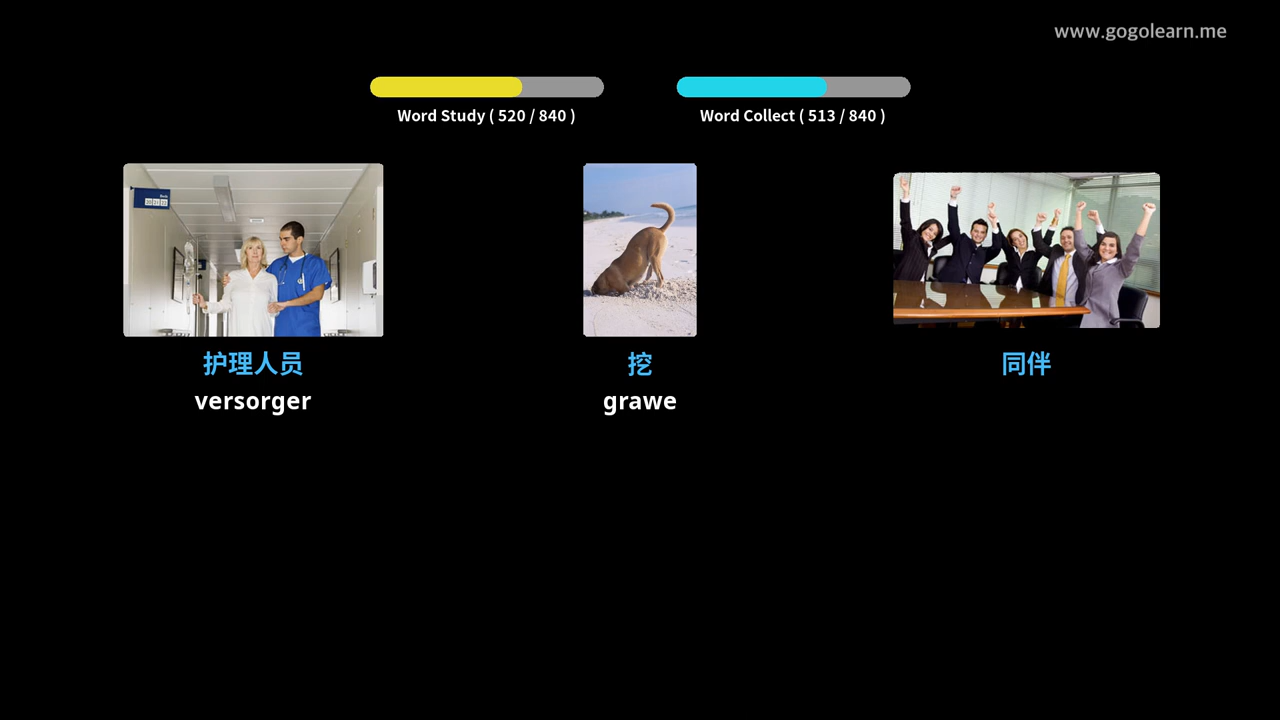 www.gogolearn.me
Word Study ( 520 / 840 )
Word Collect ( 513 / 840 )
护理人员
versorger
挖
grawe
同伴